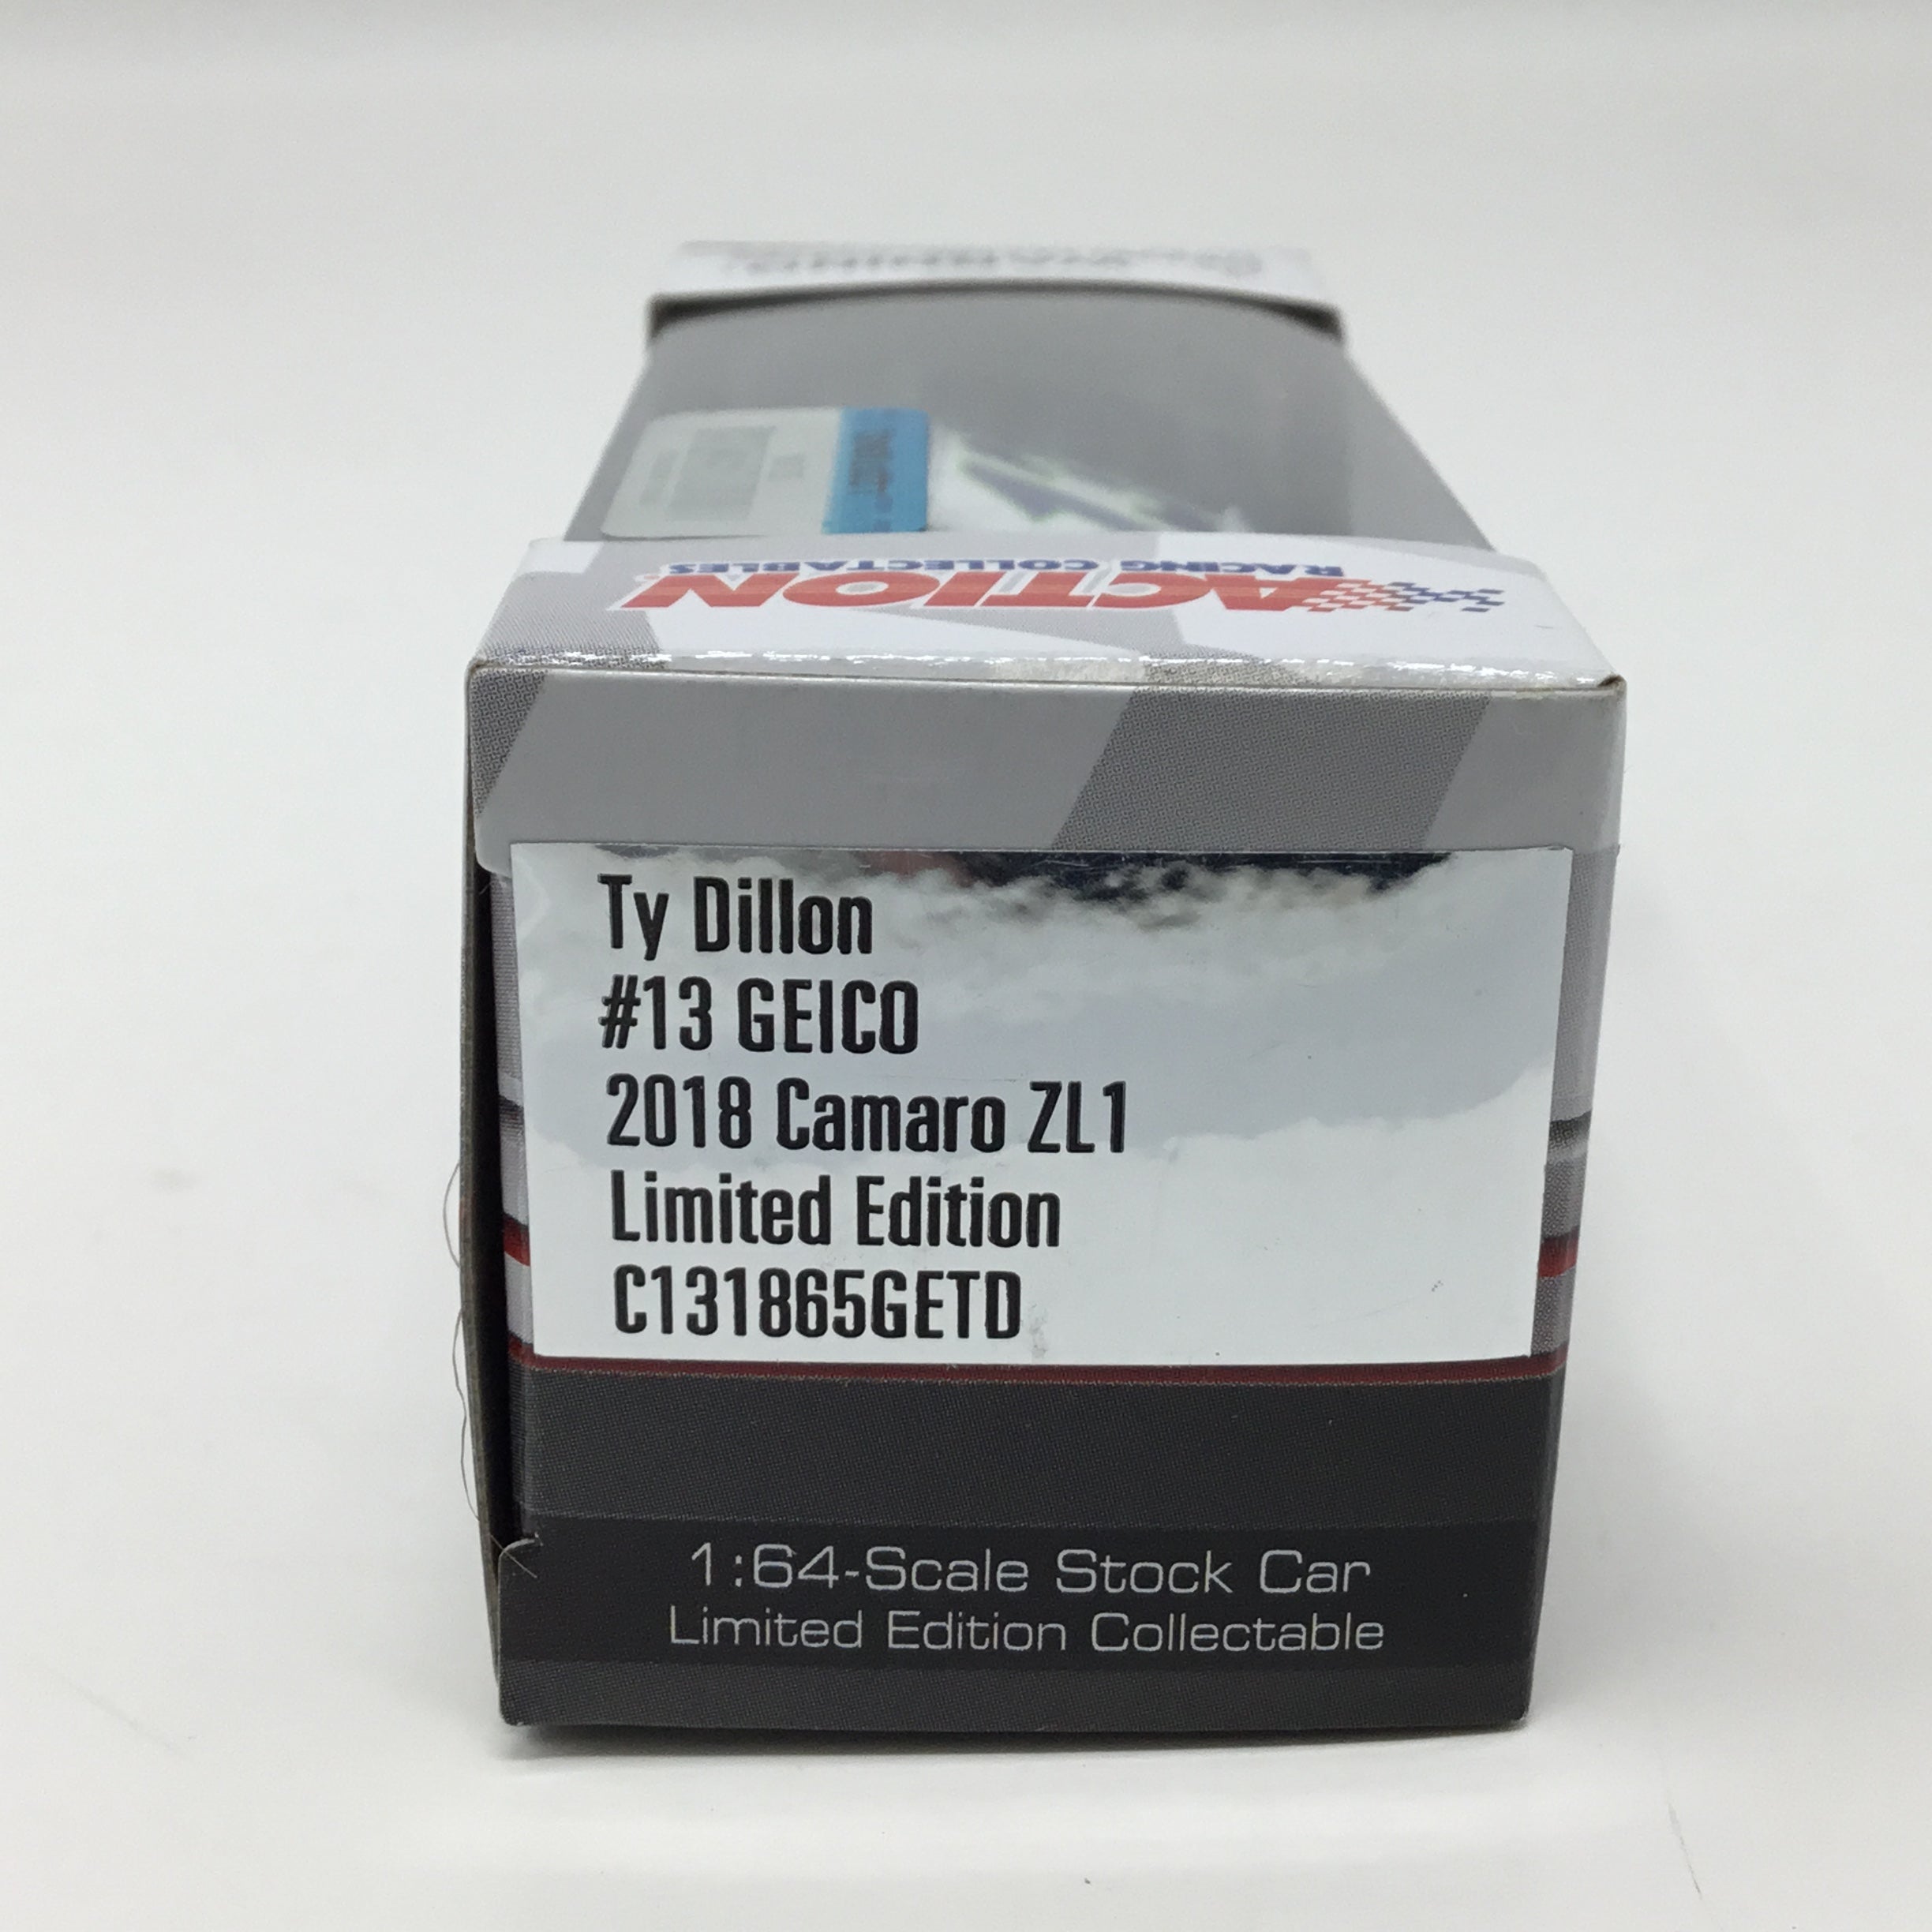 ACTION
RACING COLLECTABLES
Ty Dillon
#13 GEICO
2018 Camaro ZL1
Limited Edition
C131865GETD
1:64-Scale Stock Car
Limited Edition Collectable